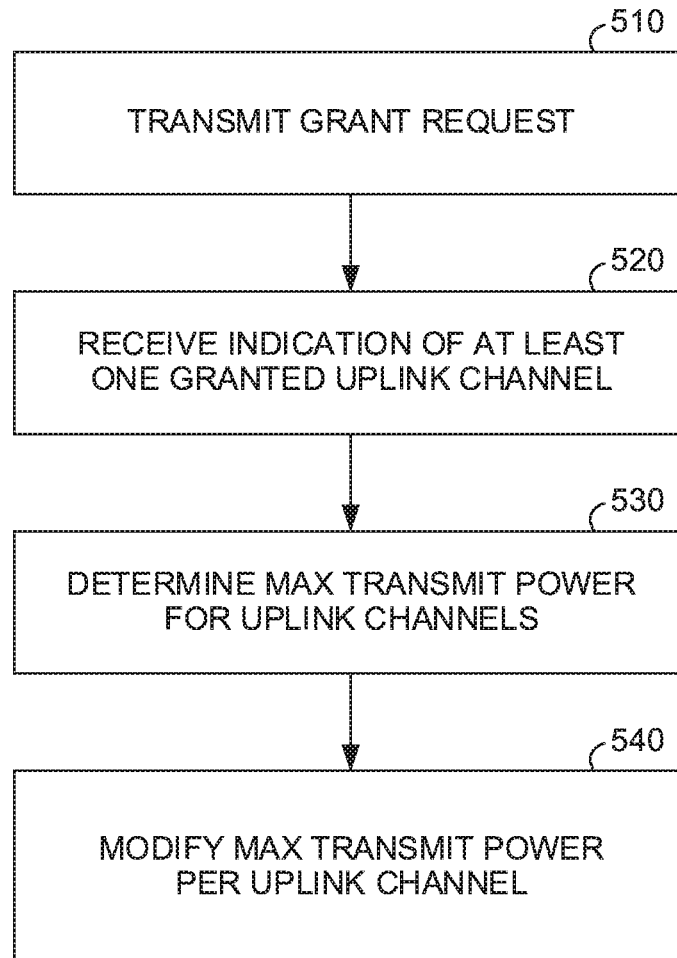 510
TRANSMIT GRANT REQUEST
520
RECEIVE INDICATION OF AT LEAST
ONE GRANTED UPLINK CHANNEL
530
DETERMINE MAX TRANSMIT POWER
FOR UPLINK CHANNELS
540
MODIFY MAX TRANSMIT POWER
PER UPLINK CHANNEL